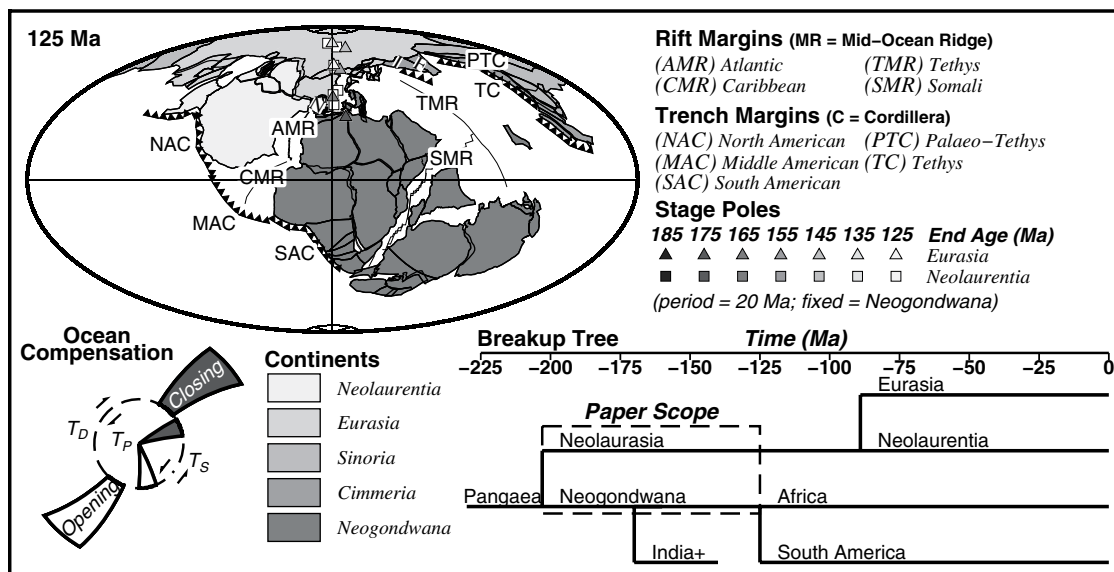 125 Ma
PTC
TC
TMR
NAC
AMR
SMR
CMR
MAC
SAC
Rift Margins (MR = Mid−Ocean Ridge)
(AMR) Atlantic (TMR) Tethys
(CMR) Caribbean (SMR) Somali
Trench Margins (C = Cordillera)
(NAC) North American (PTC) Palaeo−Tethys
(MAC) Middle American (TC) Tethys
(SAC) South American
Stage Poles
185 175 165 155 145 135 125 End Age (Ma)
Eurasia
Neolaurentia
(period = 20 Ma; fixed = Neogondwana)
Ocean
Compensation
Closing
T_D
T_P
T_S
Opening
Continents
Neolaurentia
Eurasia
Sinoria
Cimmeria
Neogondwana
Breakup Tree Time (Ma)
−225 −200 −175 −150 −125 −100 −75 −50 −25 0
Eurasia
Paper Scope
Neolaurasia Neolaurentia
Pangaea Neogondwana Africa
India+ South America